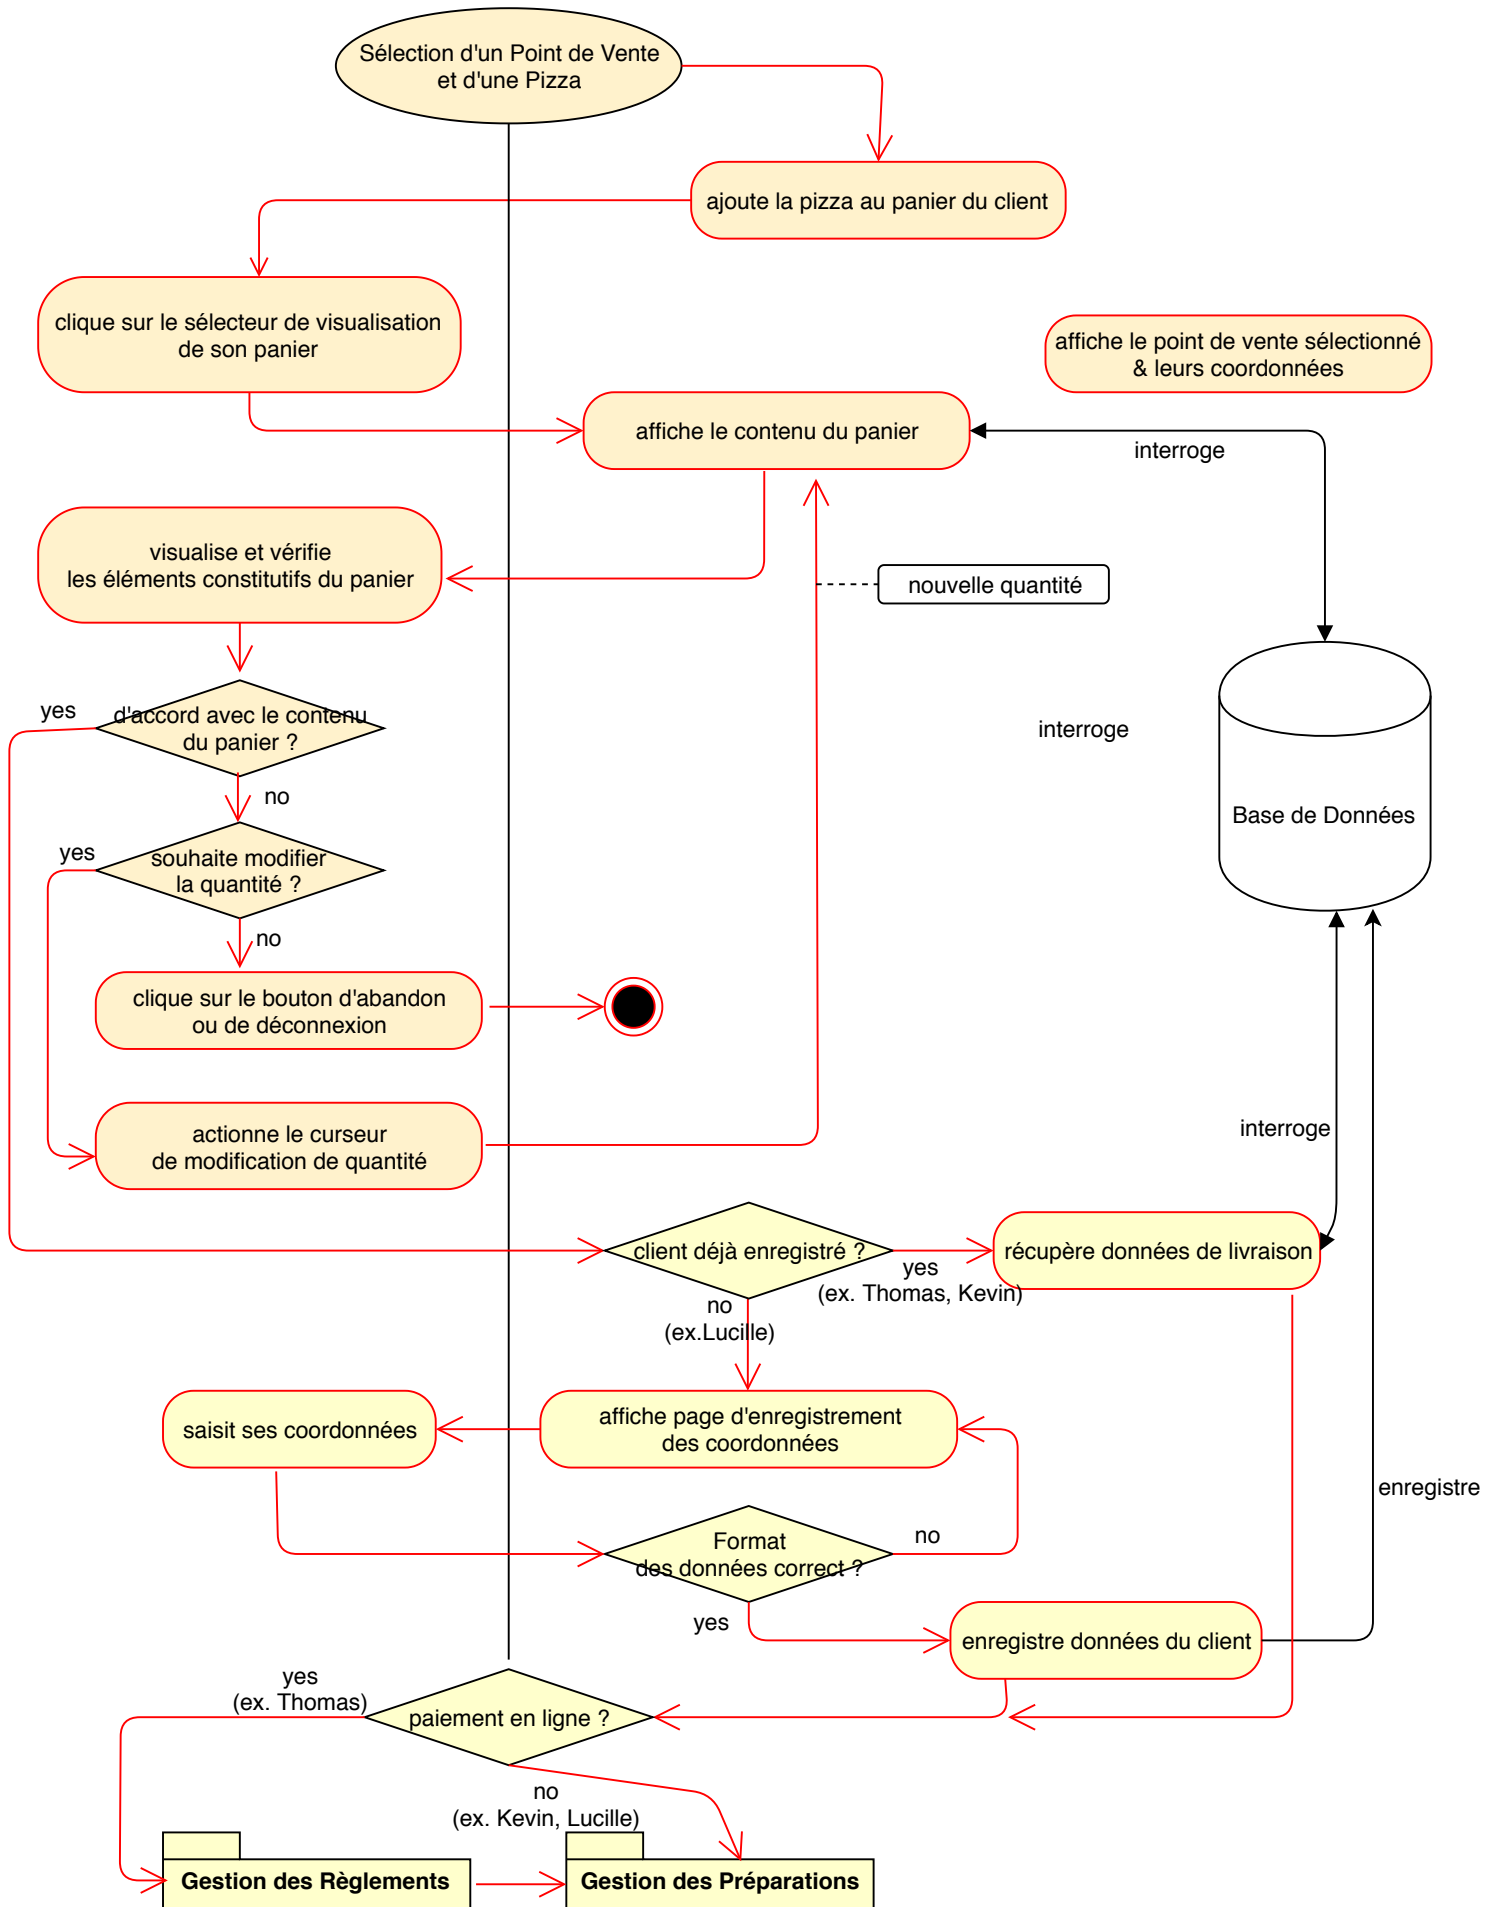 Sélection d'un Point de Vente
et d'une Pizza
ajoute la pizza au panier du client
clique sur le sélecteur de visualisation
de son panier
affiche le point de vente sélectionné
& leurs coordonnées
affiche le contenu du panier
interroge
visualise et vérifie
les éléments constitutifs du panier
nouvelle quantité
yes
d'accord avec le contenu
du panier ?
interroge
no
Base de Données
yes
souhaite modifier
la quantité ?
no
clique sur le bouton d'abandon
ou de déconnexion
actionne le curseur
de modification de quantité
interroge
client déjà enregistré ?
récupère données de livraison
yes
(ex. Thomas, Kevin)
no
(ex.Lucille)
saisit ses coordonnées
affiche page d'enregistrement
des coordonnées
enregistre
Format
des données correct ?
no
yes
enregistre données du client
yes
(ex. Thomas)
paiement en ligne ?
no
(ex. Kevin, Lucille)
Gestion des Règlements
Gestion des Préparations